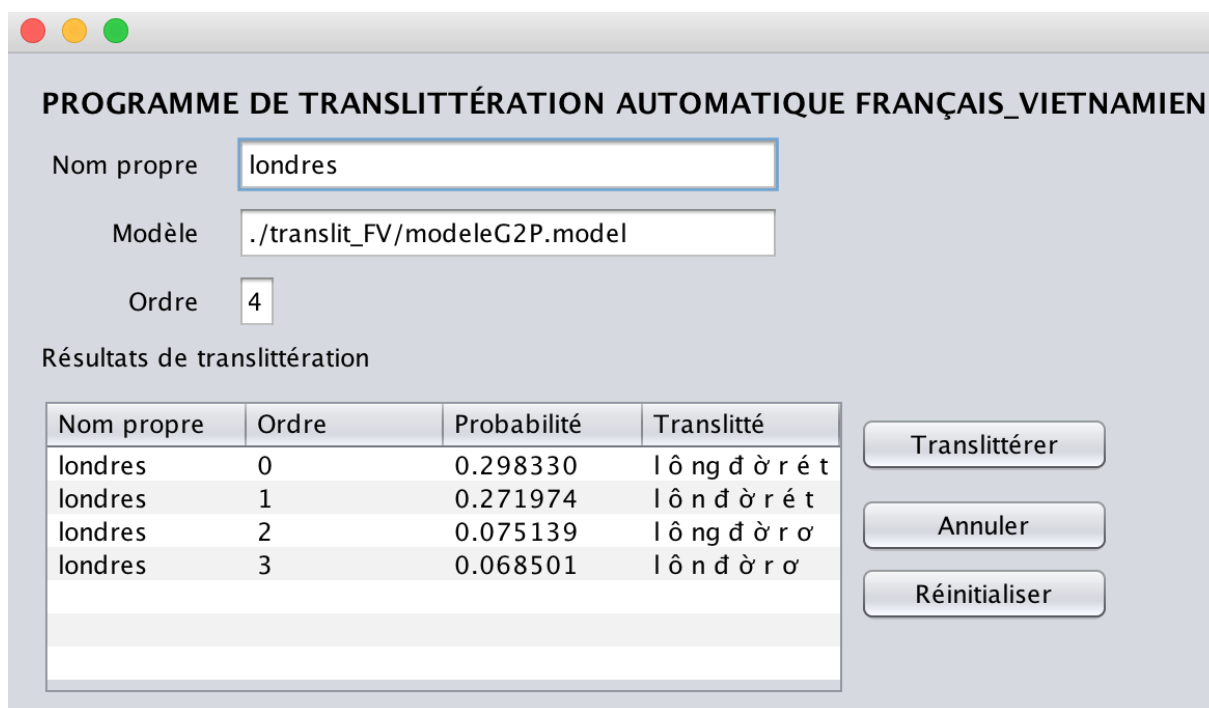 PROGRAMME DE TRANSLITTÉRATION AUTOMATIQUE FRANÇAIS_VIETNAMIEN
Nom propre londres
Modèle ./translit_FV/modeleG2P.model
Ordre 4
Résultats de translittération
Nom propre Ordre Probabilité Translitté
londres 0 0.298330 l ô ng đ ờ r é t
londres 1 0.271974 l ô n đ ờ r é t
londres 2 0.075139 l ô ng đ ờ r ơ
londres 3 0.068501 l ô n đ ờ r ơ
Translittérer
Annuler
Réinitialiser